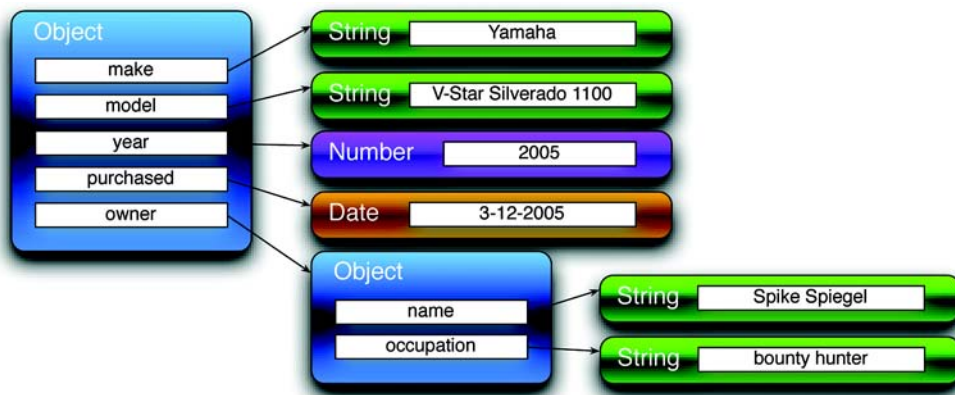 Object
make
model
year
purchased
owner
String Yamaha
String V-Star Silverado 1100
Number 2005
Date 3-12-2005
Object
name
occupation
String Spike Spiegel
String bounty hunter